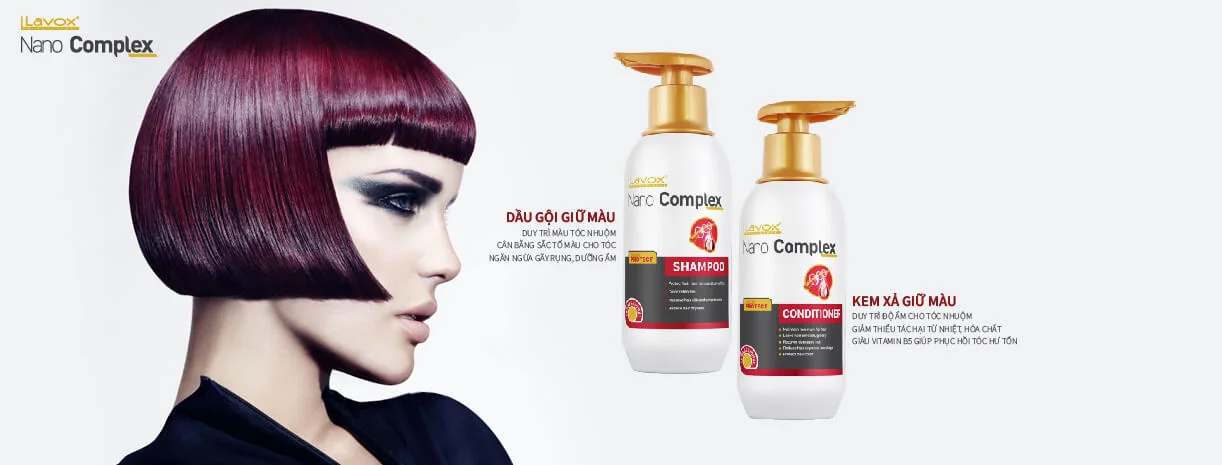 Lavox
Nano Complex
DẦU GỘI GIỮ MÀU
DUY TRÌ MÀU TÓC NHUỘM
CÂN BẰNG SẮC TỐ MÀU CHO TÓC
NGĂN NGỪA GÃY RỤNG, DƯỠNG ẨM
Lavox
Nano Complex
PROTECT
SHAMPOO
Lavox
Nano Complex
PROTECT
CONDITIONER
KEM XẢ GIỮ MÀU
DUY TRÌ ĐỘ ẨM CHO TÓC NHUỘM
GIẢM THIỂU TÁC HẠI TỪ NHIỆT, HÓA CHẤT
GIÀU VITAMIN B5 GIÚP PHỤC HỒI TÓC HƯ TỔN